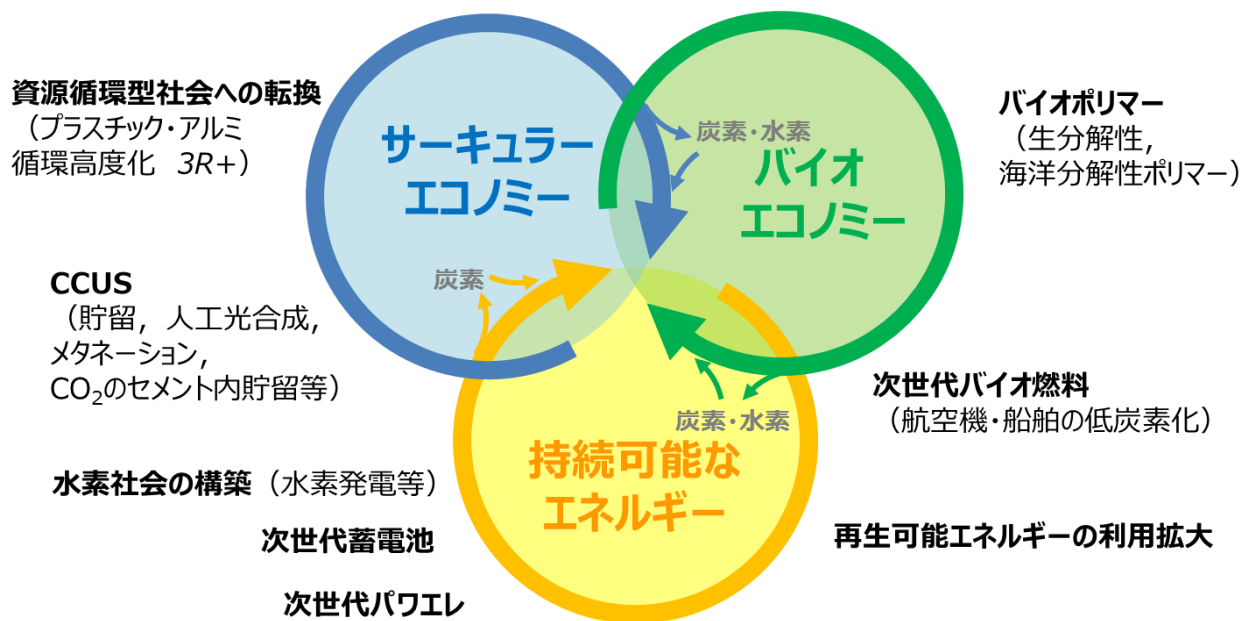 資源循環型社会への転換
（プラスチック・アルミ
循環高度化 3R+）
サーキュラー
エコノミー
炭素・水素
バイオ
エコノミー
バイオポリマー
（生分解性,
海洋分解性ポリマー）
CCUS
（貯留，人工光合成，
メタネーション，
CO₂のセメント内貯留等）
炭素
炭素・水素
次世代バイオ燃料
（航空機・船舶の低炭素化）
持続可能な
エネルギー
水素社会の構築（水素発電等）
次世代蓄電池
次世代パワエレ
再生可能エネルギーの利用拡大